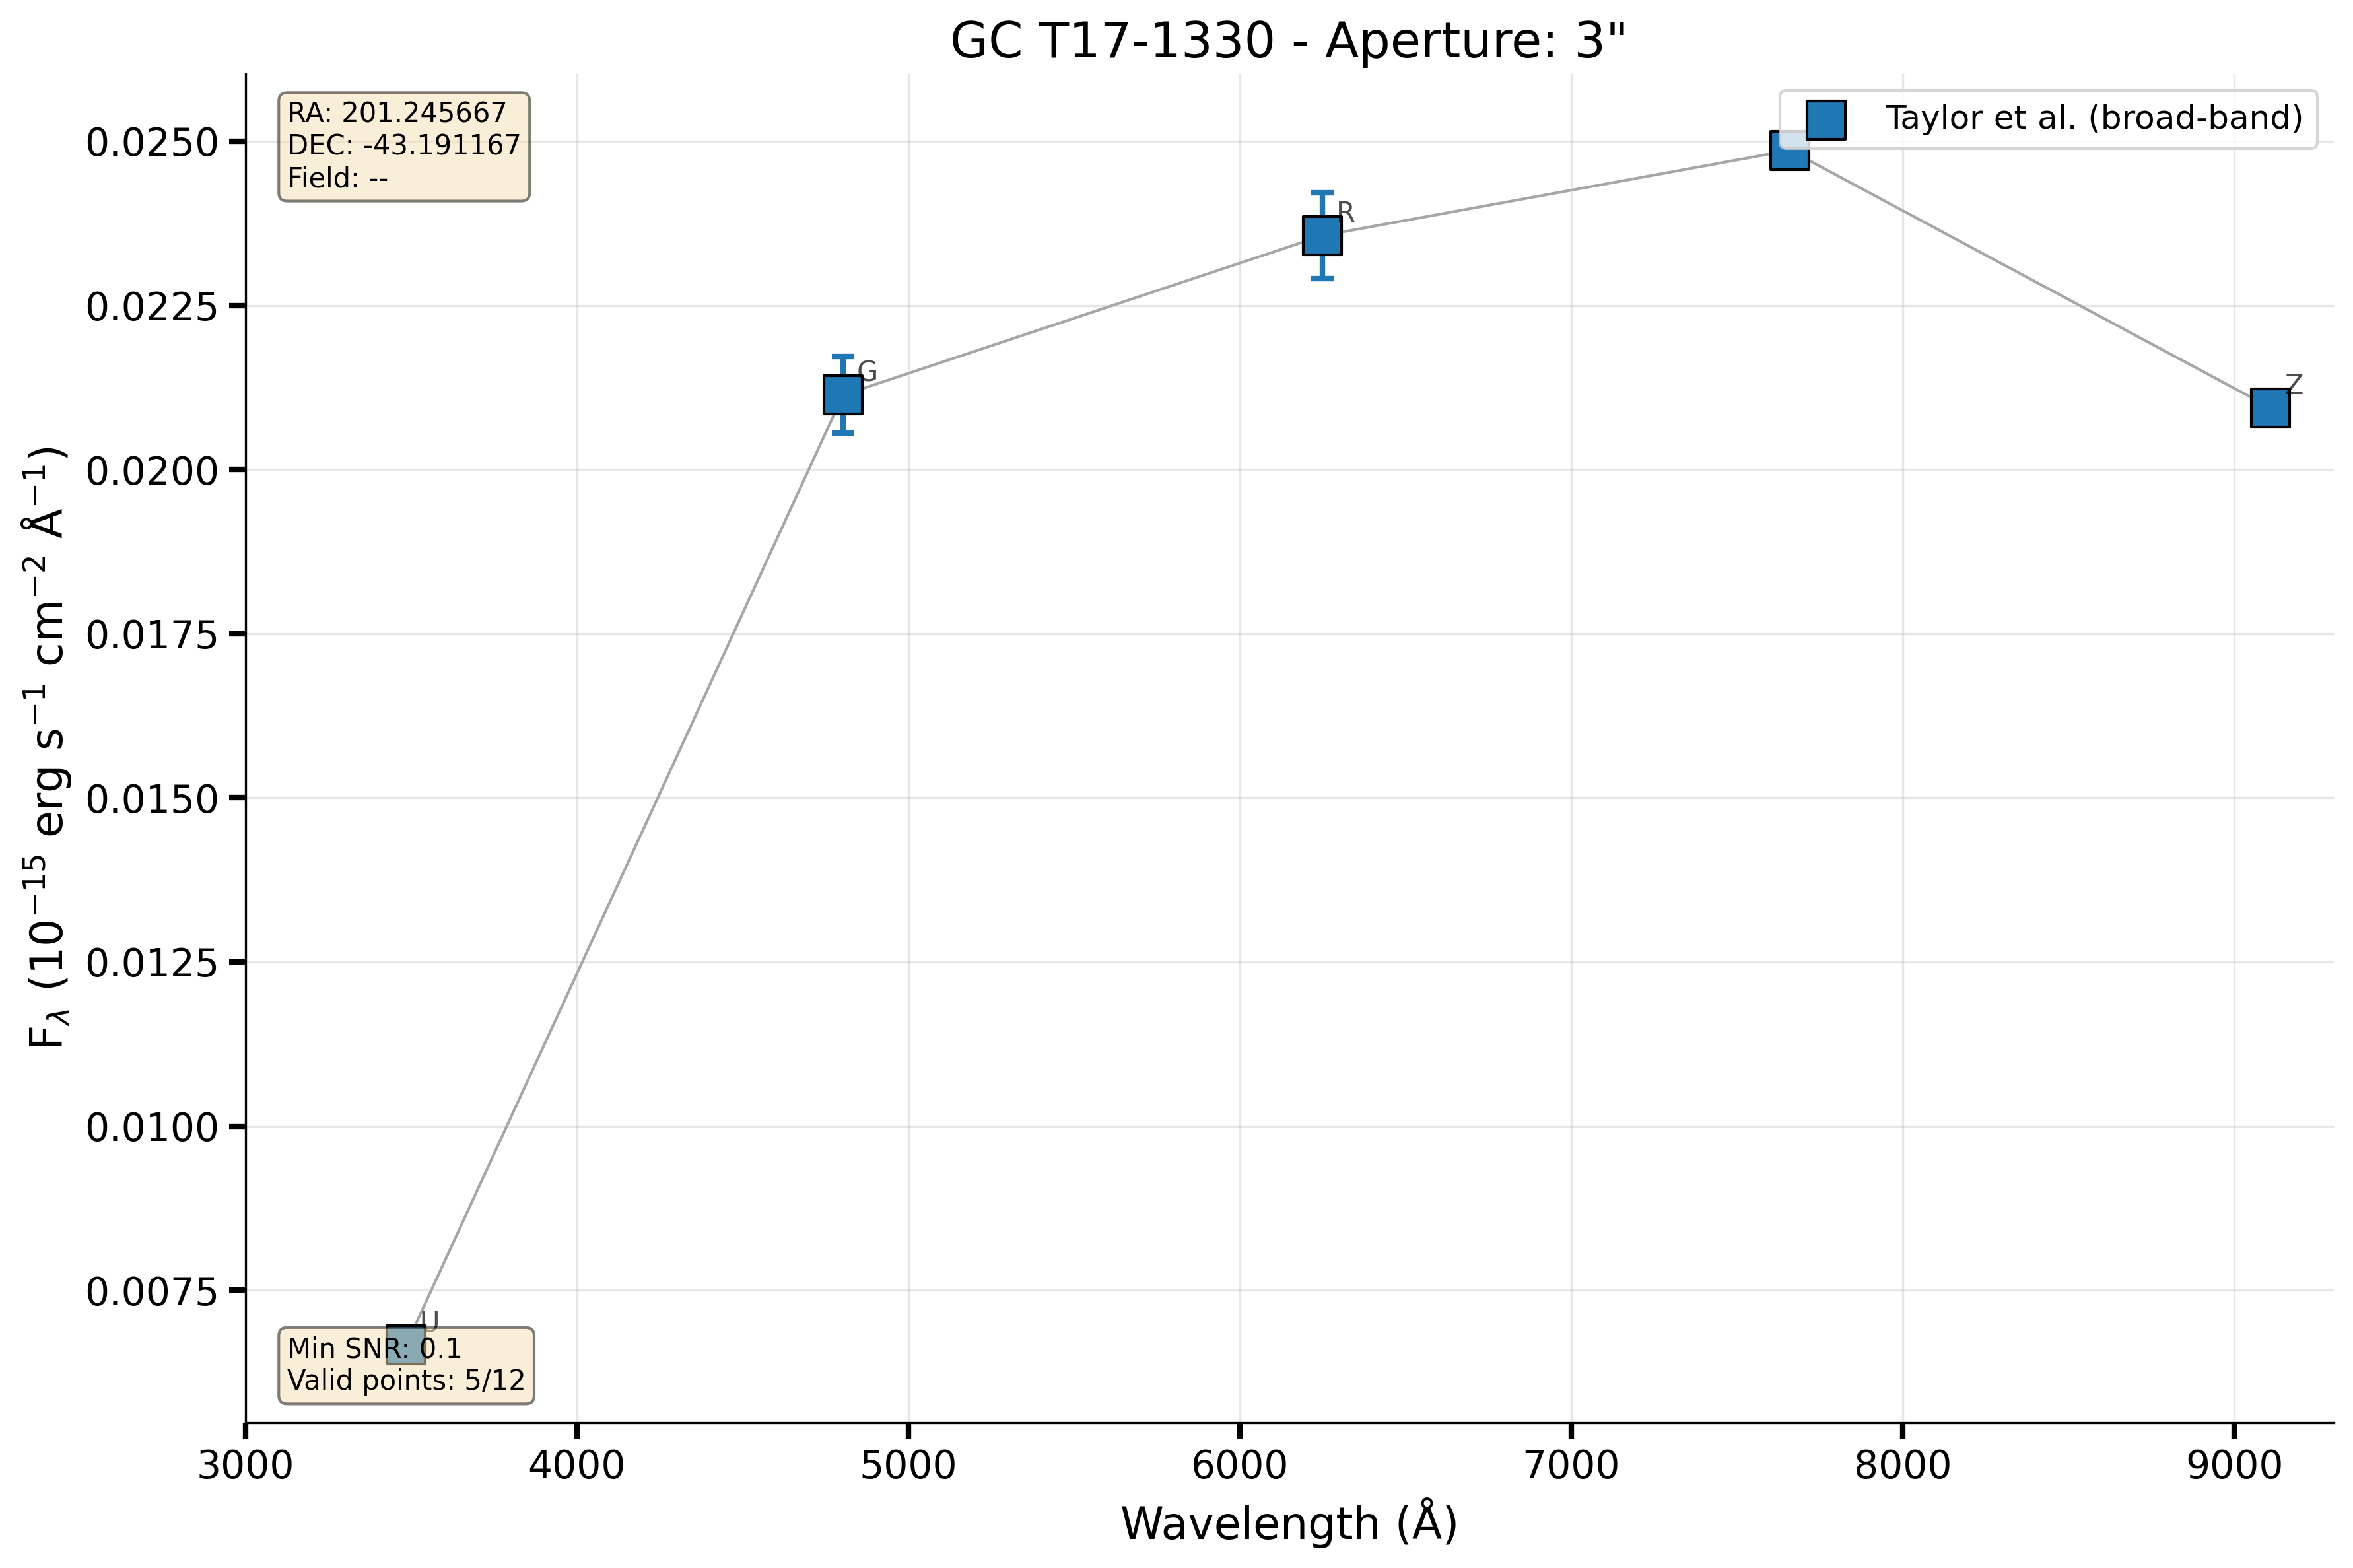 GC T17-1330 - Aperture: 3"
RA: 201.245667
DEC: -43.191167
Field: --
Taylor et al. (broad-band)
F_λ (10⁻¹⁵ erg s⁻¹ cm⁻² Å⁻¹)
0.0250
0.0225
0.0200
0.0175
0.0150
0.0125
0.0100
0.0075
R
G
Z
U
Min SNR: 0.1
Valid points: 5/12
3000
4000
5000
6000
7000
8000
9000
Wavelength (Å)